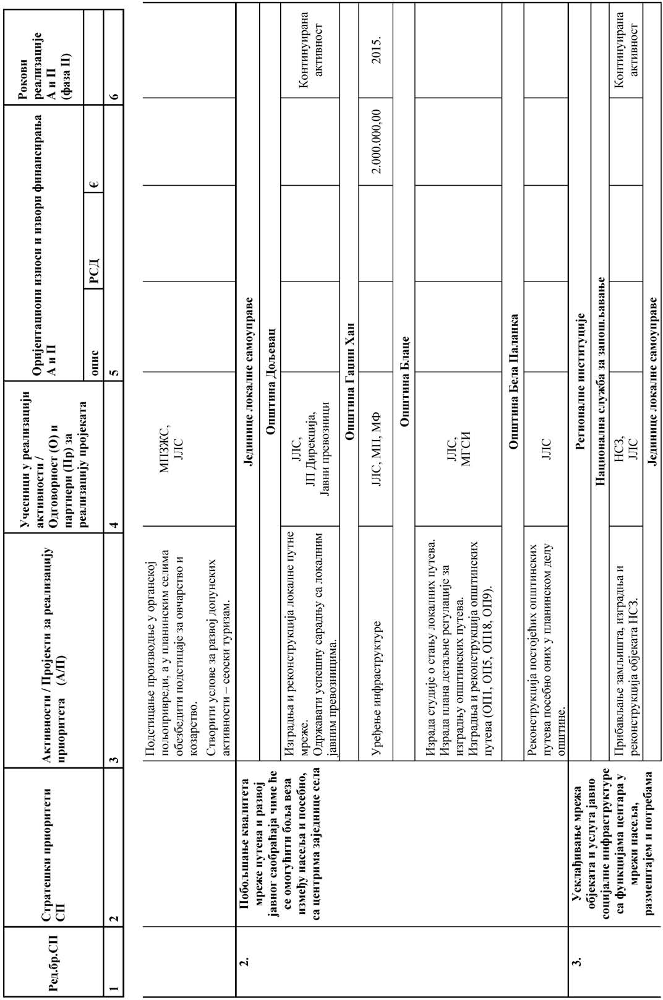 Ред.бр.СП
Стратешки приоритети
СП
Активности / Пројекти за реализацију
приоритета (А/П)
Учесници у реализацији
активности /
Одговорност (О) и
партнери (Пр) за
реализацију пројеката
Оријентациони износи и извори финансирања
А и П
опис
РСД
€
Рокови
реализације
А и П
(фаза II)
1
2
3
4
5
6
Подстицање производње у органској
пољопривреди, а у планинским селима
обезбедити подстицаје за овчарство и
козарство.
Створити услове за развој допунских
активности – сеоски туризам.
МПЗЖС,
ЈЛС
2.
Побољшање квалитета
мреже путева и развој
јавног саобраћаја чиме ће
се омогућити боља веза
између насеља и посебно,
са центрима заједнице села
Јединице локалне самоуправе
Општина Дољевац
Изградња и реконструкција локалне путне
мреже.
Одржавати успешну сарадњу са локалним
јавним превозницима.
ЈЛС,
ЈП Дирекција,
Јавни превозници
Континуирана
активност
Општина Гаџин Хан
Уређење инфраструктуре
ЈЛС, МП, МФ
2.000.000,00
2015.
Општина Блаце
Израда студије о стању локалних путева.
Израда плана детаљне регулације за
изградњу општинских путева.
Изградња и реконструкција општинских
путева (ОП1, ОП5, ОП18, ОП9).
ЈЛС,
МГСИ
Општина Бела Паланка
Реконструкција постојећих општинских
путева посебно оних у планинском делу
општине.
ЈЛС
3.
Усклађивање мрежа
објеката и услуга јавно
социјалне инфраструктуре
са функцијама центара у
мрежи насеља,
размештајем и потребама
Регионалне институције
Национална служба за запошљавање
Прибављање замљишта, изградња и
реконструкција објеката НСЗ.
НСЗ,
ЈЛС
Континуирана
активност
Јединице локалне самоуправе